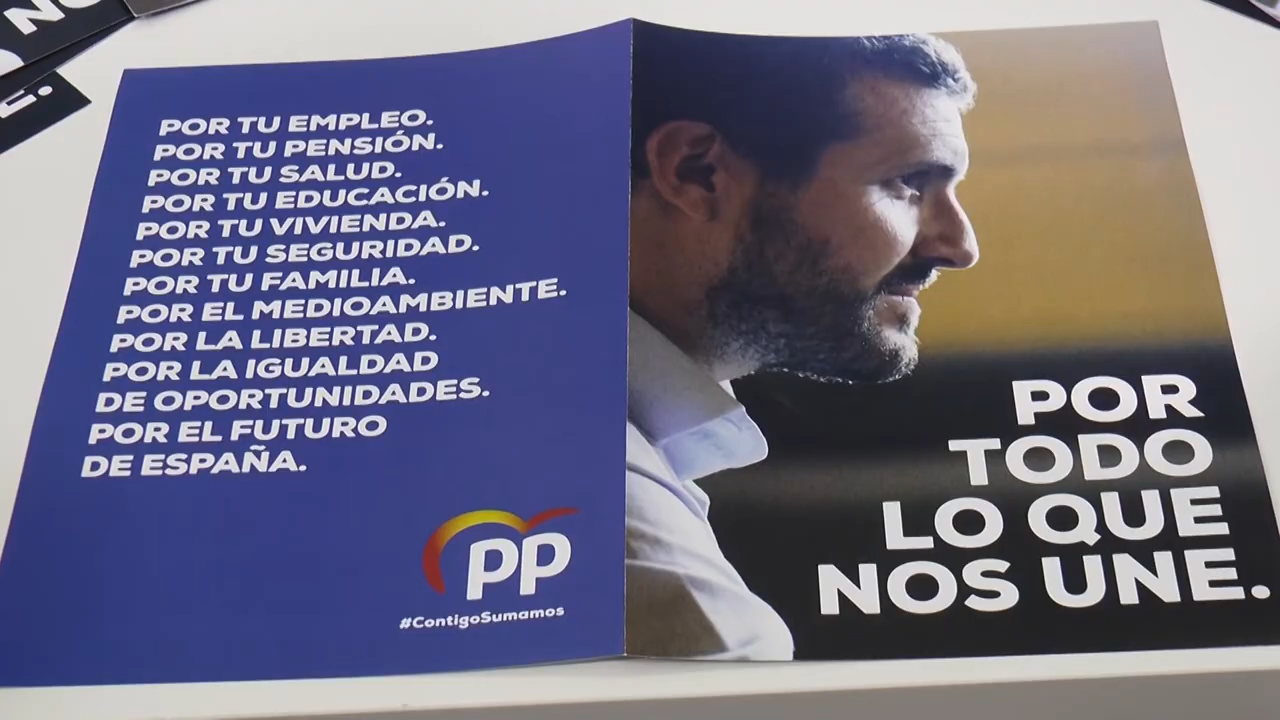 POR TU EMPLEO.
POR TU PENSIÓN.
POR TU SALUD.
POR TU EDUCACIÓN.
POR TU VIVIENDA.
POR TU SEGURIDAD.
POR TU FAMILIA.
POR EL MEDIOAMBIENTE.
POR LA LIBERTAD.
POR LA IGUALDAD
DE OPORTUNIDADES.
POR EL FUTURO
DE ESPAÑA.
pp
#ContigoSumamos
POR
TODO
LO QUE
NOS UNE.